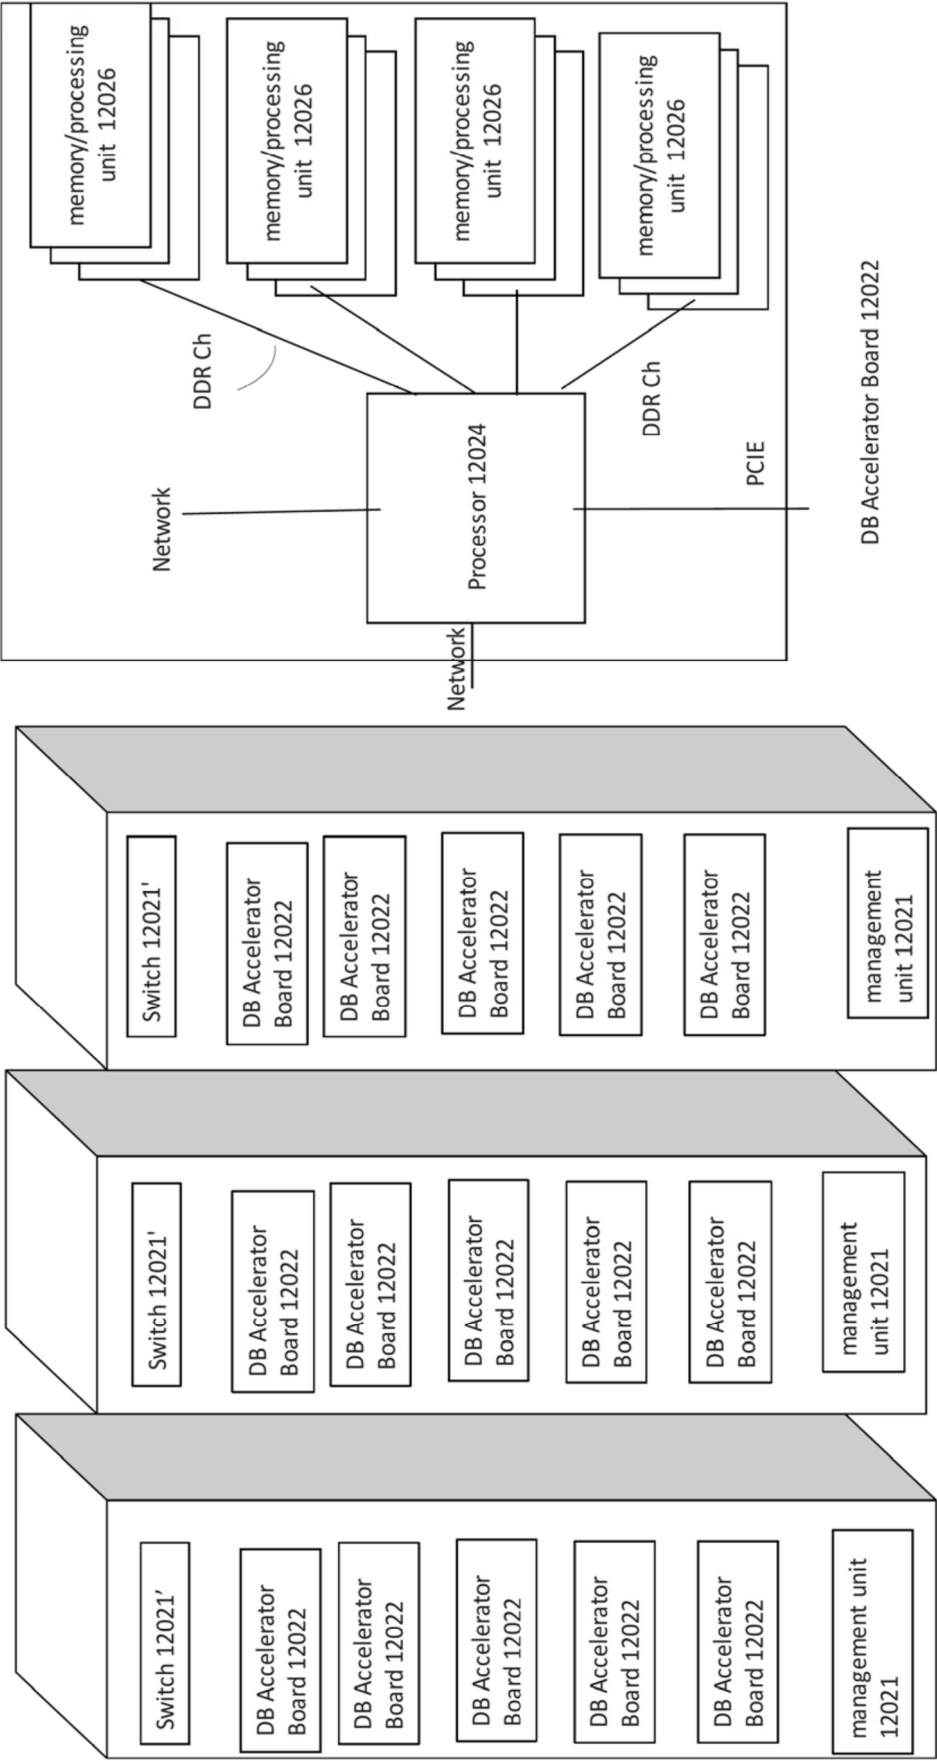 Switch 12021’
DB Accelerator
Board 12022
DB Accelerator
Board 12022
DB Accelerator
Board 12022
DB Accelerator
Board 12022
DB Accelerator
Board 12022
management unit
12021
Switch 12021'
DB Accelerator
Board 12022
DB Accelerator
Board 12022
DB Accelerator
Board 12022
DB Accelerator
Board 12022
DB Accelerator
Board 12022
management
unit 12021
Switch 12021'
DB Accelerator
Board 12022
DB Accelerator
Board 12022
DB Accelerator
Board 12022
DB Accelerator
Board 12022
DB Accelerator
Board 12022
management
unit 12021
Network
Network
Processor 12024
PCIE
DDR Ch
DDR Ch
memory/processing
unit 12026
memory/processing
unit 12026
memory/processing
unit 12026
memory/processing
unit 12026
DB Accelerator Board 12022